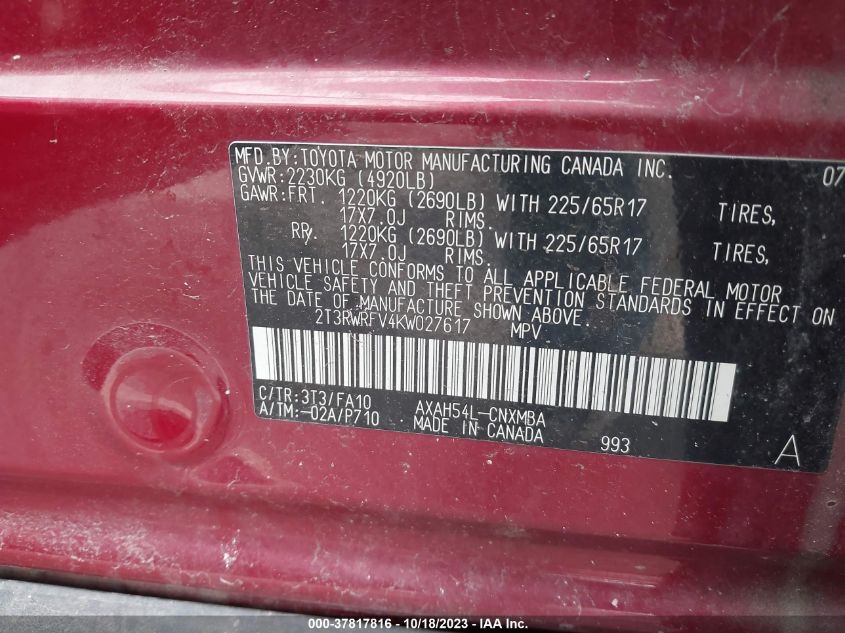 MFD.BY:TOYOTA MOTOR MANUFACTURING CANADA INC. 07
GVWR:2230KG (4920LB)
GAWR:FRT. 1220KG (2690LB) WITH 225/65R17 TIRES,
17X7.0J RIMS.
RR, 1220KG (2690LB) WITH 225/65R17 TIRES,
17X7.0J RIMS.
THIS VEHICLE CONFORMS TO ALL APPLICABLE FEDERAL MOTOR
VEHICLE SAFETY AND THEFT PREVENTION STANDARDS IN EFFECT ON
THE DATE OF MANUFACTURE SHOWN ABOVE.
2T3RWRFV4KW027617 MPV
C/TR:3T3/FA10 AXAH54L-CNXMBA
A/TM:-02A/P710 MADE IN CANADA
993 A
000-37817816 - 10/18/2023 - IAA Inc.